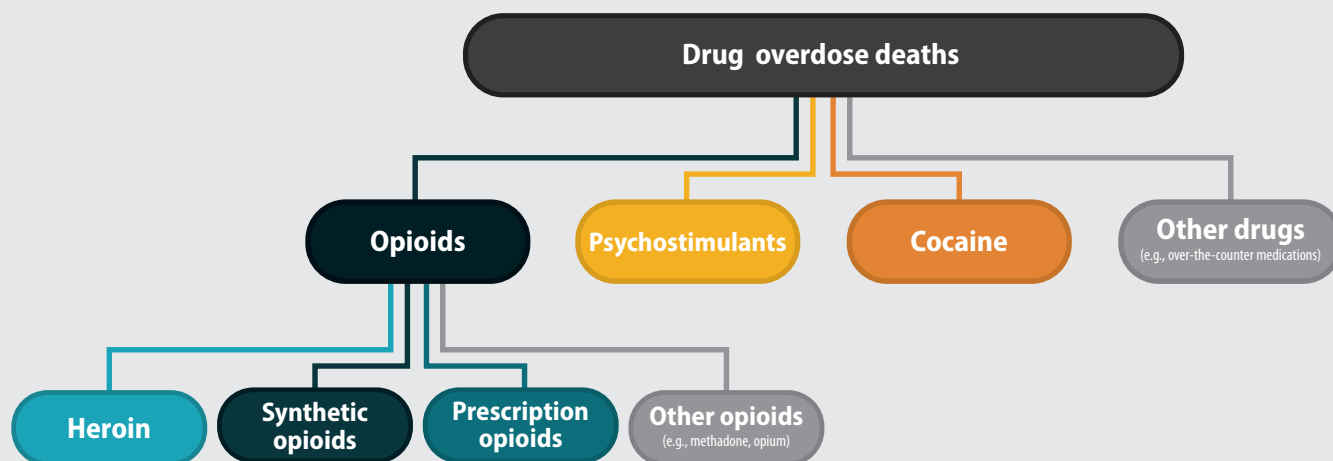 Drug overdose deaths
Opioids
Psychostimulants
Cocaine
Other drugs
(e.g., over-the-counter medications)
Heroin
Synthetic
opioids
Prescription
opioids
Other opioids
(e.g., methadone, opium)